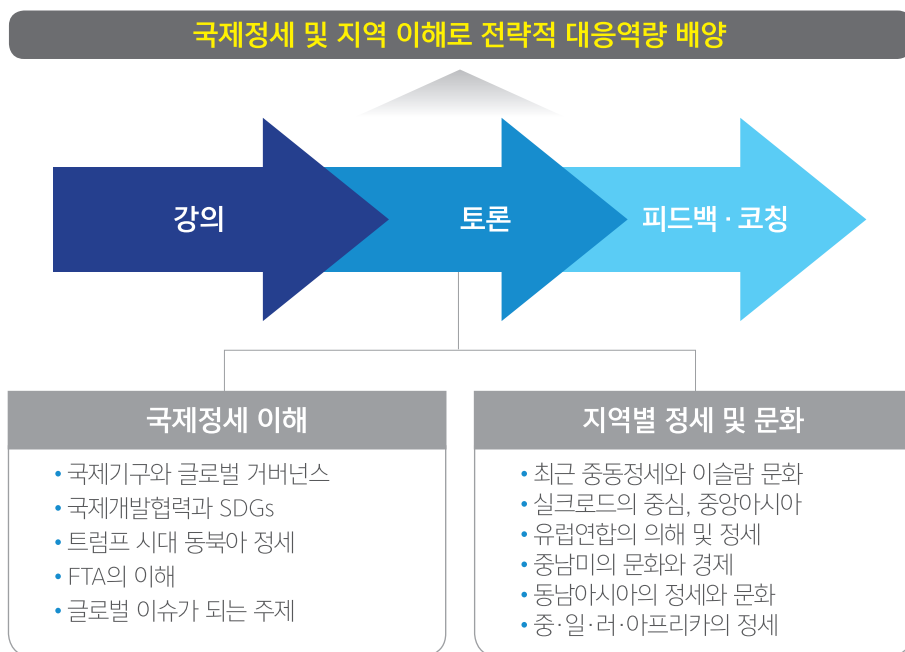 국제정세 및 지역 이해로 전략적 대응역량 배양
강의
토론
피드백 · 코칭
국제정세 이해
• 국제기구와 글로벌 거버넌스
• 국제개발협력과 SDGs
• 트럼프 시대 동북아 정세
• FTA의 이해
• 글로벌 이슈가 되는 주제
지역별 정세 및 문화
• 최근 중동정세와 이슬람 문화
• 실크로드의 중심, 중앙아시아
• 유럽연합의 의해 및 정세
• 중남미의 문화와 경제
• 동남아시아의 정세와 문화
• 중·일·러·아프리카의 정세